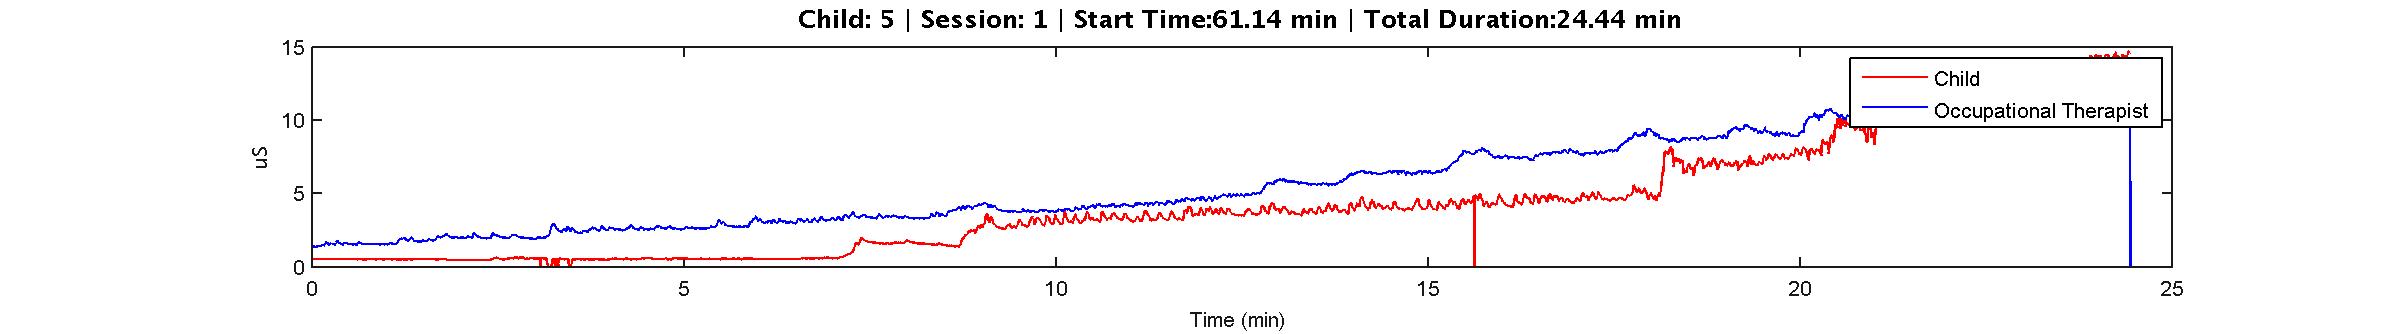 Child: 5 | Session: 1 | Start Time:61.14 min | Total Duration:24.44 min
15
10
5
0
uS
Child
Occupational Therapist
0 5 10 15 20 25
Time (min)